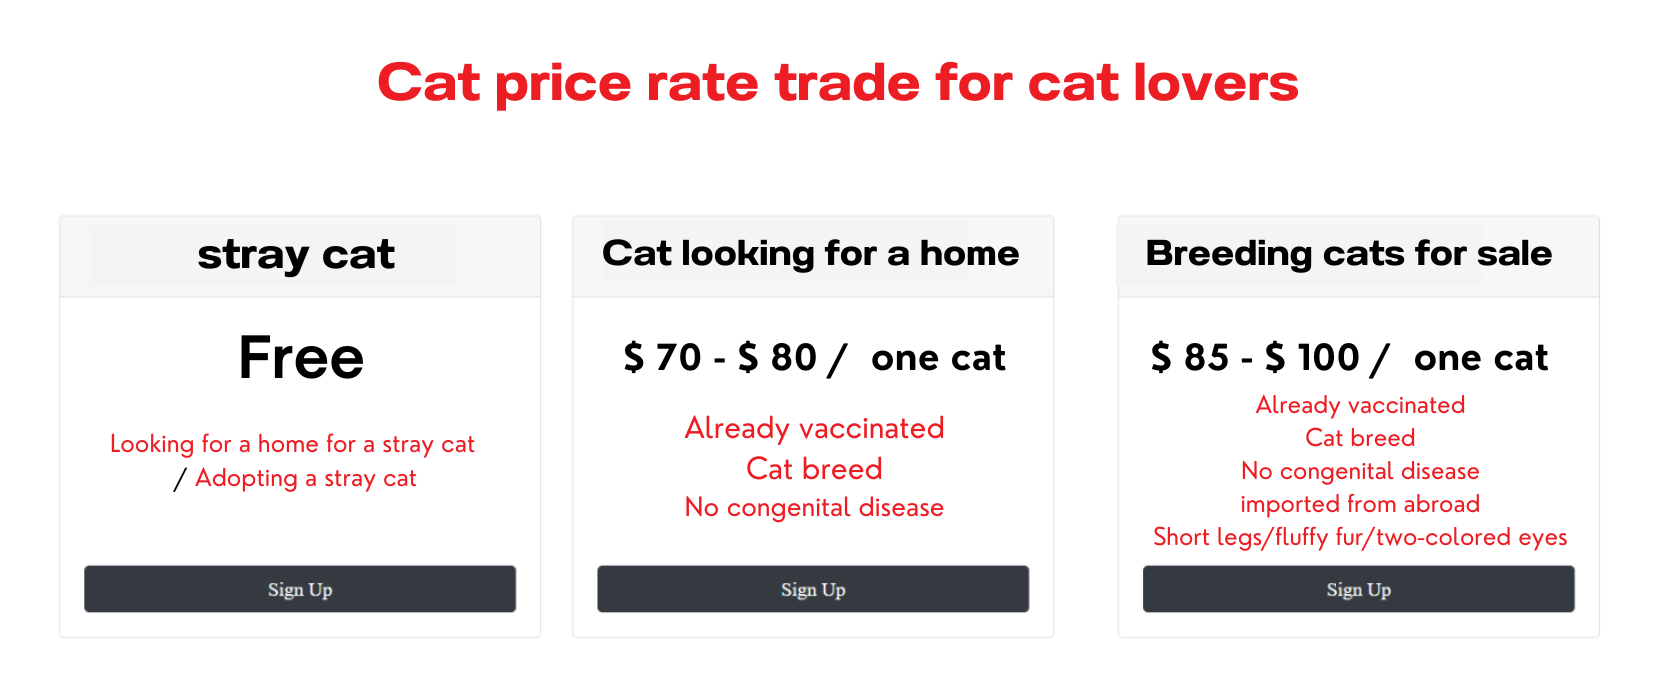 Cat price rate trade for cat lovers
stray cat
Free
Looking for a home for a stray cat
/ Adopting a stray cat
Sign Up
Cat looking for a home
$ 70 - $ 80 / one cat
Already vaccinated
Cat breed
No congenital disease
Sign Up
Breeding cats for sale
$ 85 - $ 100 / one cat
Already vaccinated
Cat breed
No congenital disease
imported from abroad
Short legs/fluffy fur/two-colored eyes
Sign Up